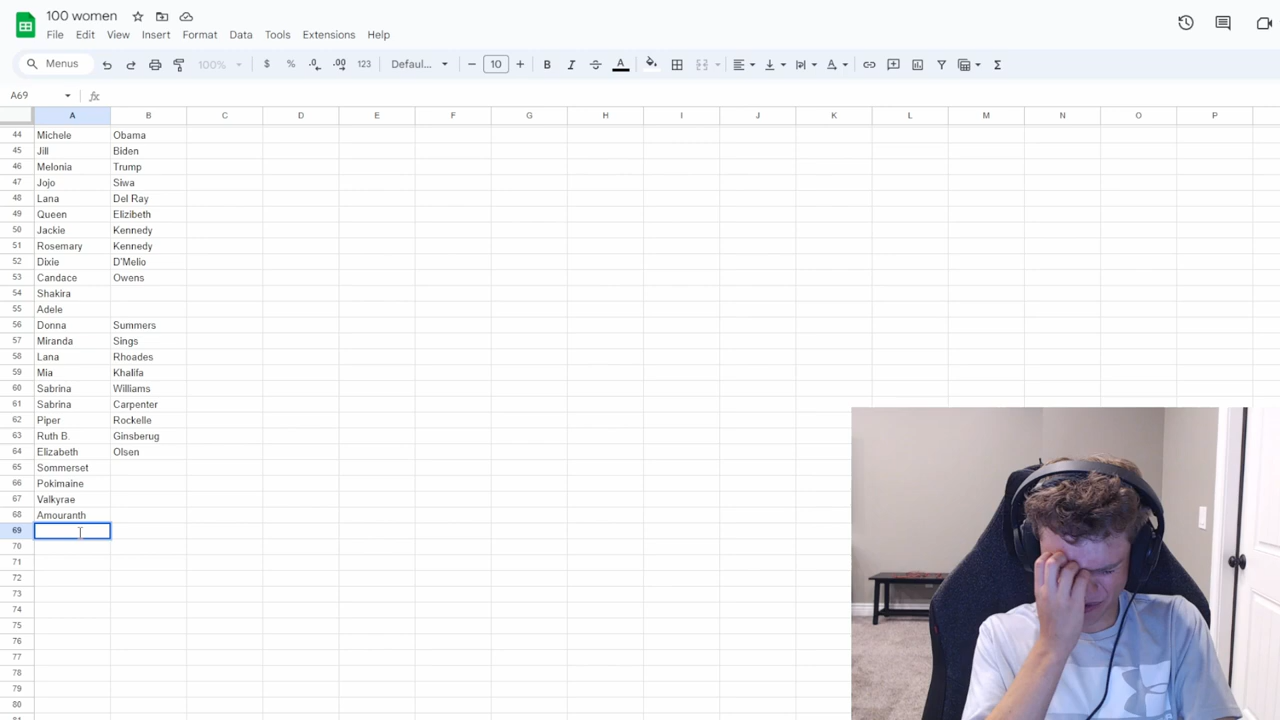 100 women
File Edit View Insert Format Data Tools Extensions Help
Menus 100% $ % .0 .00 123 Defaul... 10 B I A
A69 fx
A B C D E F G H I J K L M N O P
44 Michele Obama
45 Jill Biden
46 Melonia Trump
47 Jojo Siwa
48 Lana Del Ray
49 Queen Elizibeth
50 Jackie Kennedy
51 Rosemary Kennedy
52 Dixie D'Melio
53 Candace Owens
54 Shakira
55 Adele
56 Donna Summers
57 Miranda Sings
58 Lana Rhoades
59 Mia Khalifa
60 Sabrina Williams
61 Sabrina Carpenter
62 Piper Rockelle
63 Ruth B. Ginsberug
64 Elizabeth Olsen
65 Sommerset
66 Pokimaine
67 Valkyrae
68 Amouranth
69
70
71
72
73
74
75
76
77
78
79
80